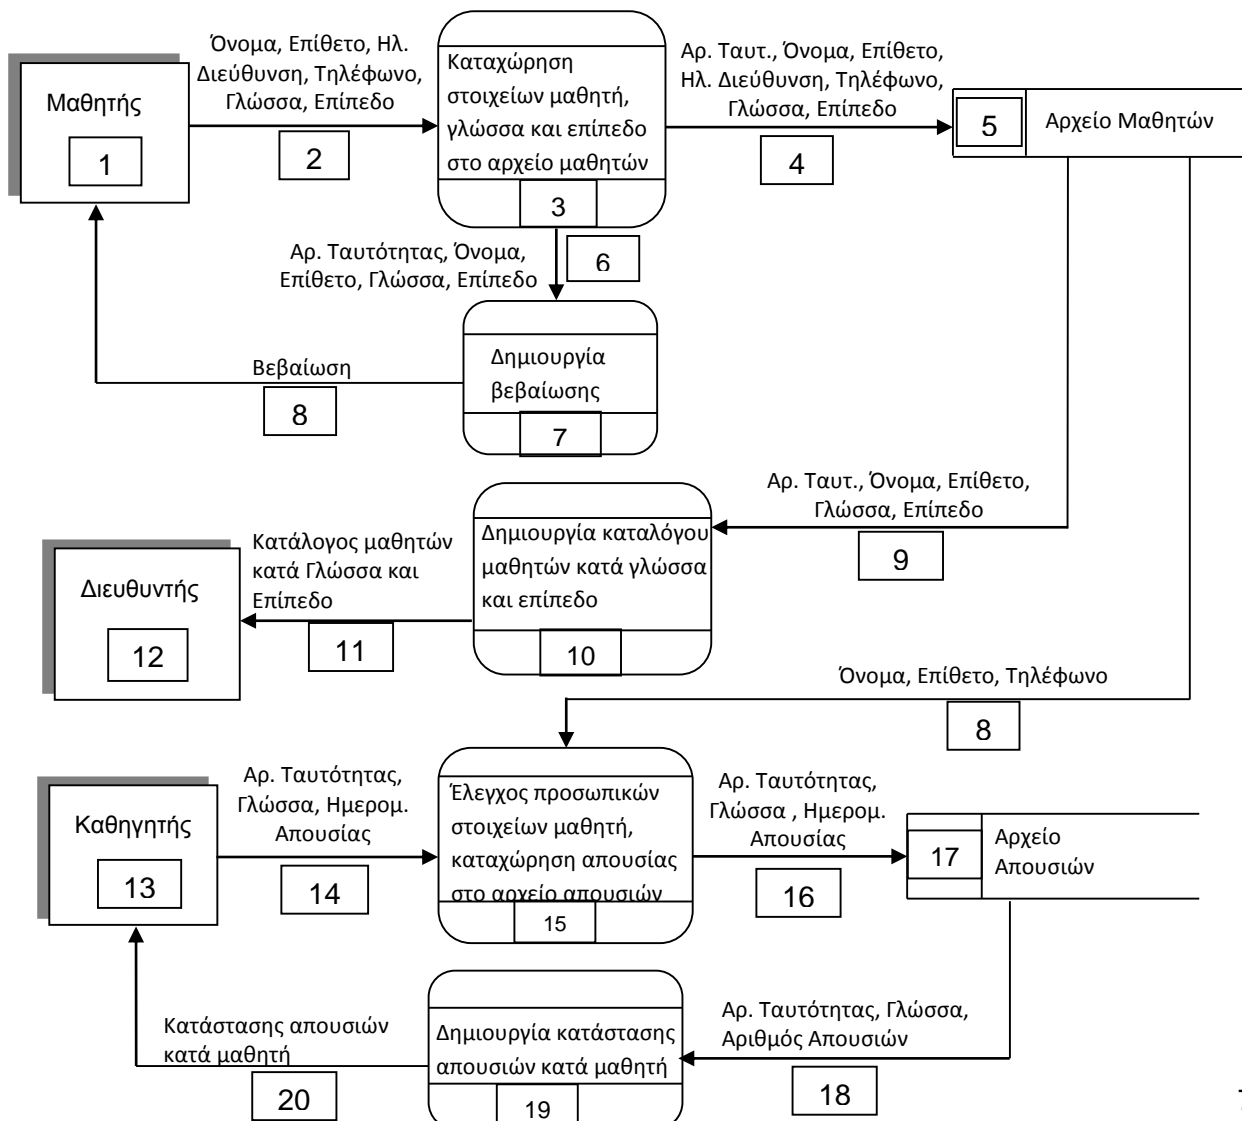 Μαθητής
1
Όνομα, Επίθετο, Ηλ.
Διεύθυνση, Τηλέφωνο,
Γλώσσα, Επίπεδο
2
Καταχώρηση
στοιχείων μαθητή,
γλώσσα και επίπεδο
στο αρχείο μαθητών
3
Αρ. Ταυτ., Όνομα, Επίθετο,
Ηλ. Διεύθυνση, Τηλέφωνο,
Γλώσσα, Επίπεδο
4
5
Αρχείο Μαθητών
Αρ. Ταυτότητας, Όνομα,
Επίθετο, Γλώσσα, Επίπεδο
6
Δημιουργία
βεβαίωσης
7
Βεβαίωση
8
Αρ. Ταυτ., Όνομα, Επίθετο,
Γλώσσα, Επίπεδο
9
Δημιουργία καταλόγου
μαθητών κατά γλώσσα
και επίπεδο
10
Κατάλογος μαθητών
κατά Γλώσσα και
Επίπεδο
11
Διευθυντής
12
Όνομα, Επίθετο, Τηλέφωνο
8
Καθηγητής
13
Αρ. Ταυτότητας,
Γλώσσα, Ημερομ.
Απουσίας
14
Έλεγχος προσωπικών
στοιχείων μαθητή,
καταχώρηση απουσίας
στο αρχείο απουσιών
15
Αρ. Ταυτότητας,
Γλώσσα , Ημερομ.
Απουσίας
16
17
Αρχείο
Απουσιών
Αρ. Ταυτότητας, Γλώσσα,
Αριθμός Απουσιών
18
Δημιουργία κατάστασης
απουσιών κατά μαθητή
19
Κατάστασης απουσιών
κατά μαθητή
20